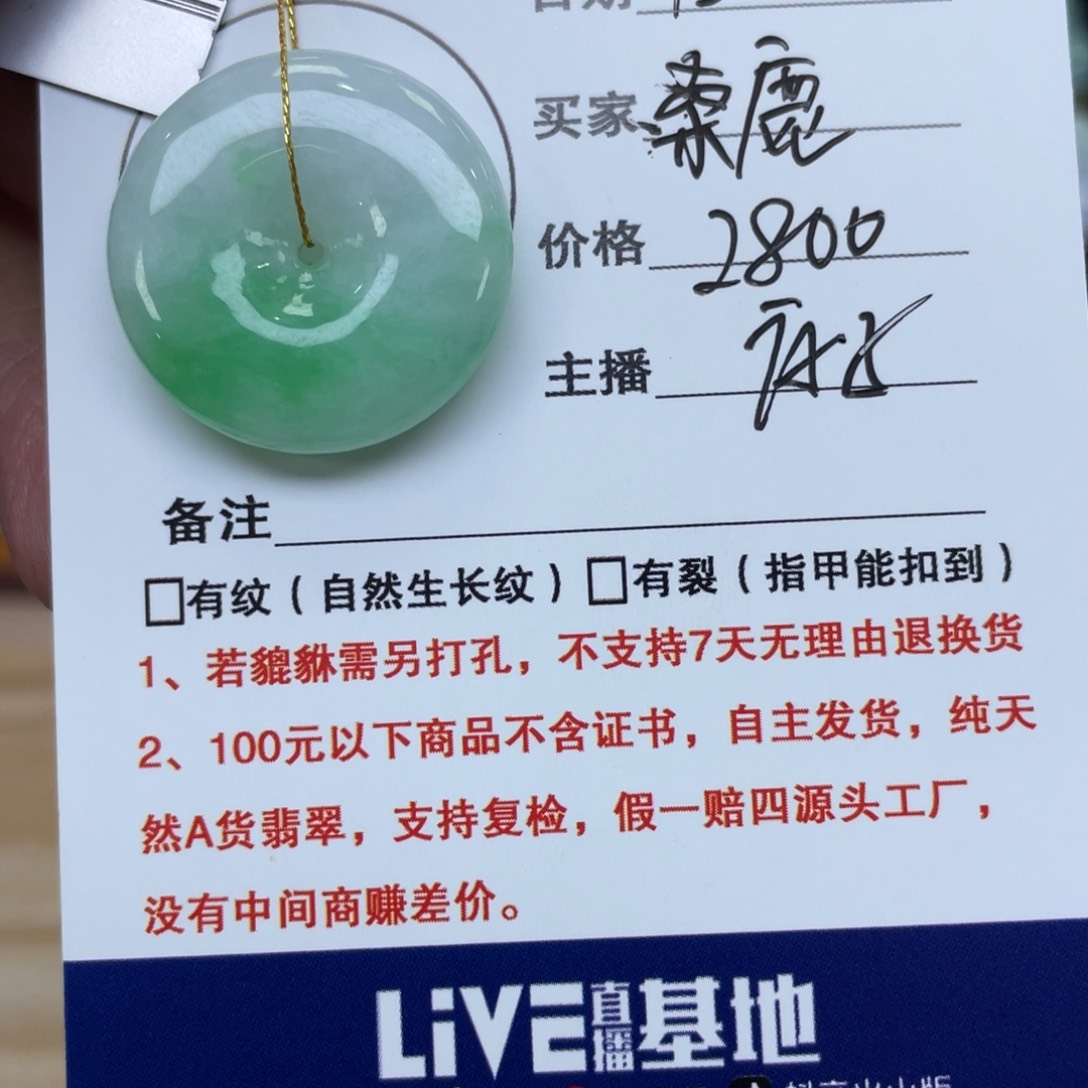 日期
买家 桑鹿
价格 2800
主播
备注
□有纹（自然生长纹）□有裂（指甲能扣到）
1、若貔貅需另打孔，不支持7天无理由退换货
2、100元以下商品不含证书，自主发货，纯天
然A货翡翠，支持复检，假一赔四源头工厂，
没有中间商赚差价。
LiVE直播基地